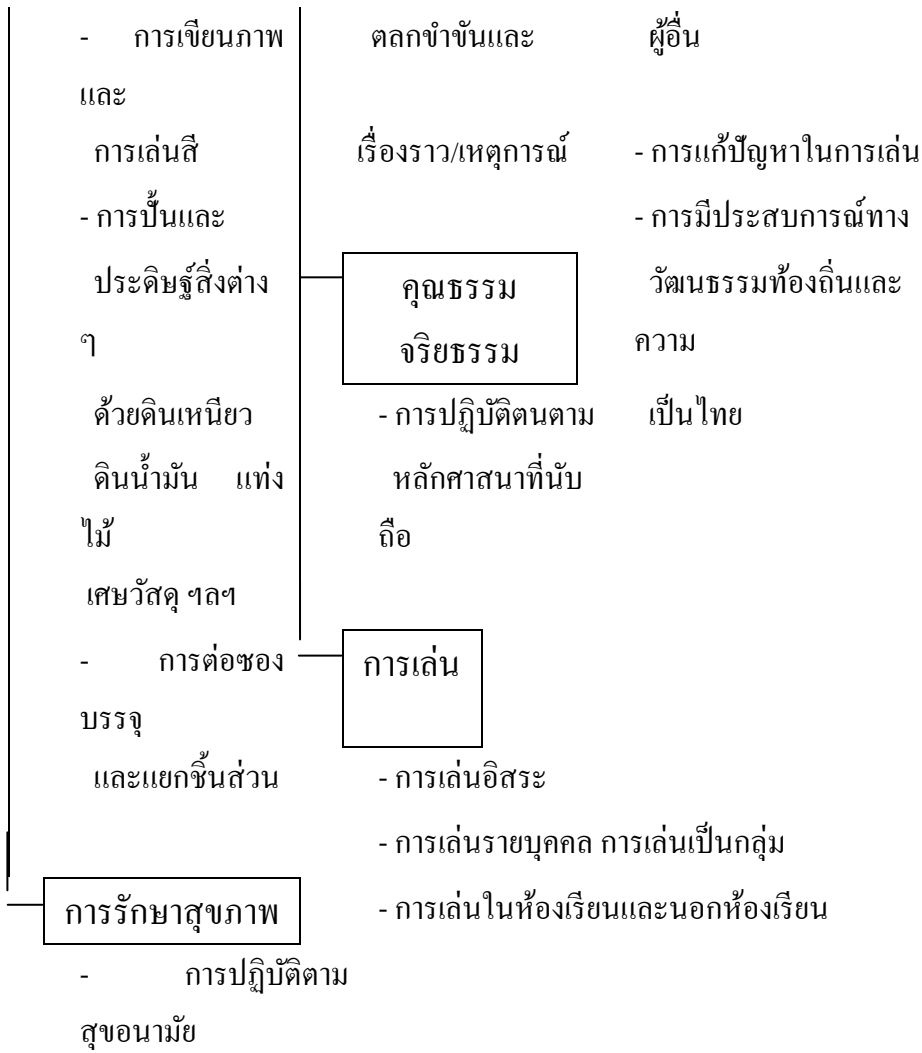 - การเขียนภาพ
และ
การเล่นสี
- การปั้นและ
ประดิษฐ์สิ่งต่าง
ๆ
ด้วยดินเหนียว
ดินน้ำมัน แท่ง
ไม้
เศษวัสดุ ฯลฯ
- การต่อของ
บรรจุ
และแยกชิ้นส่วน
การรักษาสุขภาพ
- การปฏิบัติตาม
สุขอนามัย
ตลกขำขันและ
เรื่องราว/เหตุการณ์
คุณธรรม
จริยธรรม
- การปฏิบัติตนตาม
หลักศาสนาที่นับ
ถือ
การเล่น
- การเล่นอิสระ
- การเล่นรายบุคคล การเล่นเป็นกลุ่ม
- การเล่นในห้องเรียนและนอกห้องเรียน
ผู้อื่น
- การแก้ปัญหาในการเล่น
- การมีประสบการณ์ทาง
วัฒนธรรมท้องถิ่นและ
ความ
เป็นไทย